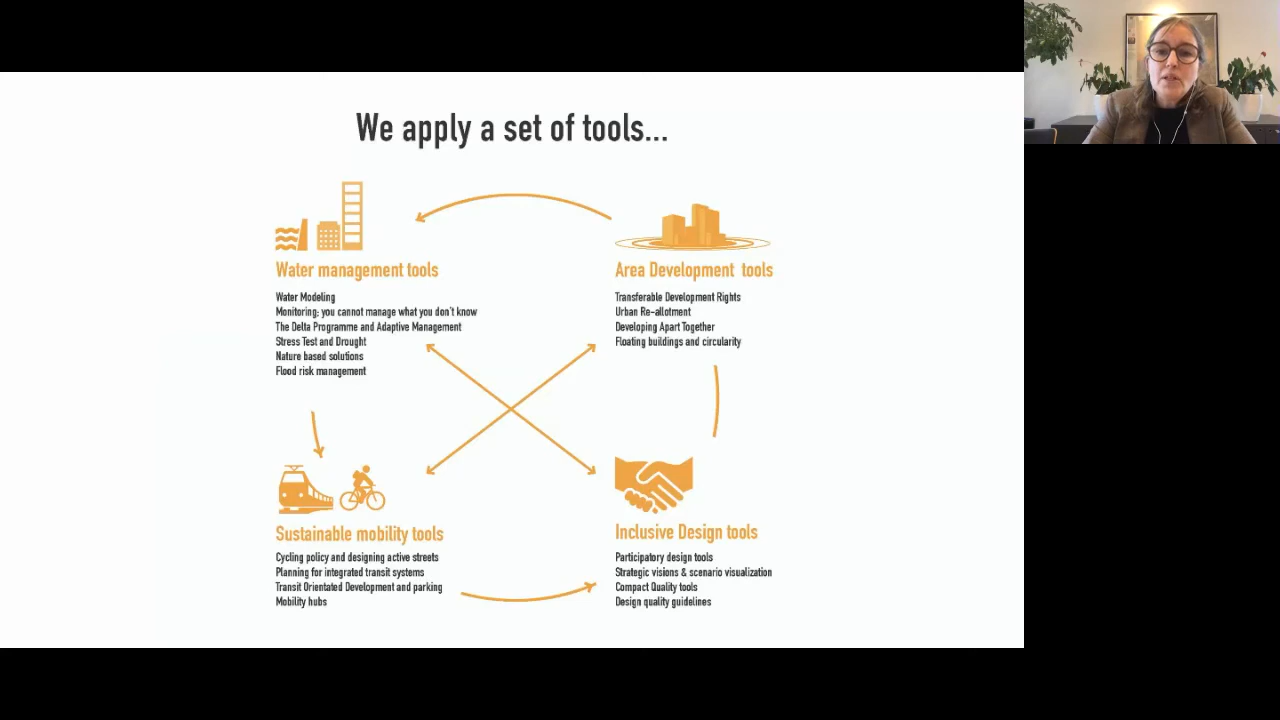 We apply a set of tools...
Water management tools
Water Modeling
Monitoring; you cannot manage what you don't know
The Delta Programme and Adaptive Management
Stress Test and Drought
Nature based solutions
Flood risk management
Area Development tools
Transferable Development Rights
Urban Re-allotment
Developing Apart Together
Floating buildings and circularity
Sustainable mobility tools
Cycling policy and designing active streets
Planning for integrated transit systems
Transit Orientated Development and parking
Mobility hubs
Inclusive Design tools
Participatory design tools
Strategic visions & scenario visualization
Compact Quality tools
Design quality guidelines